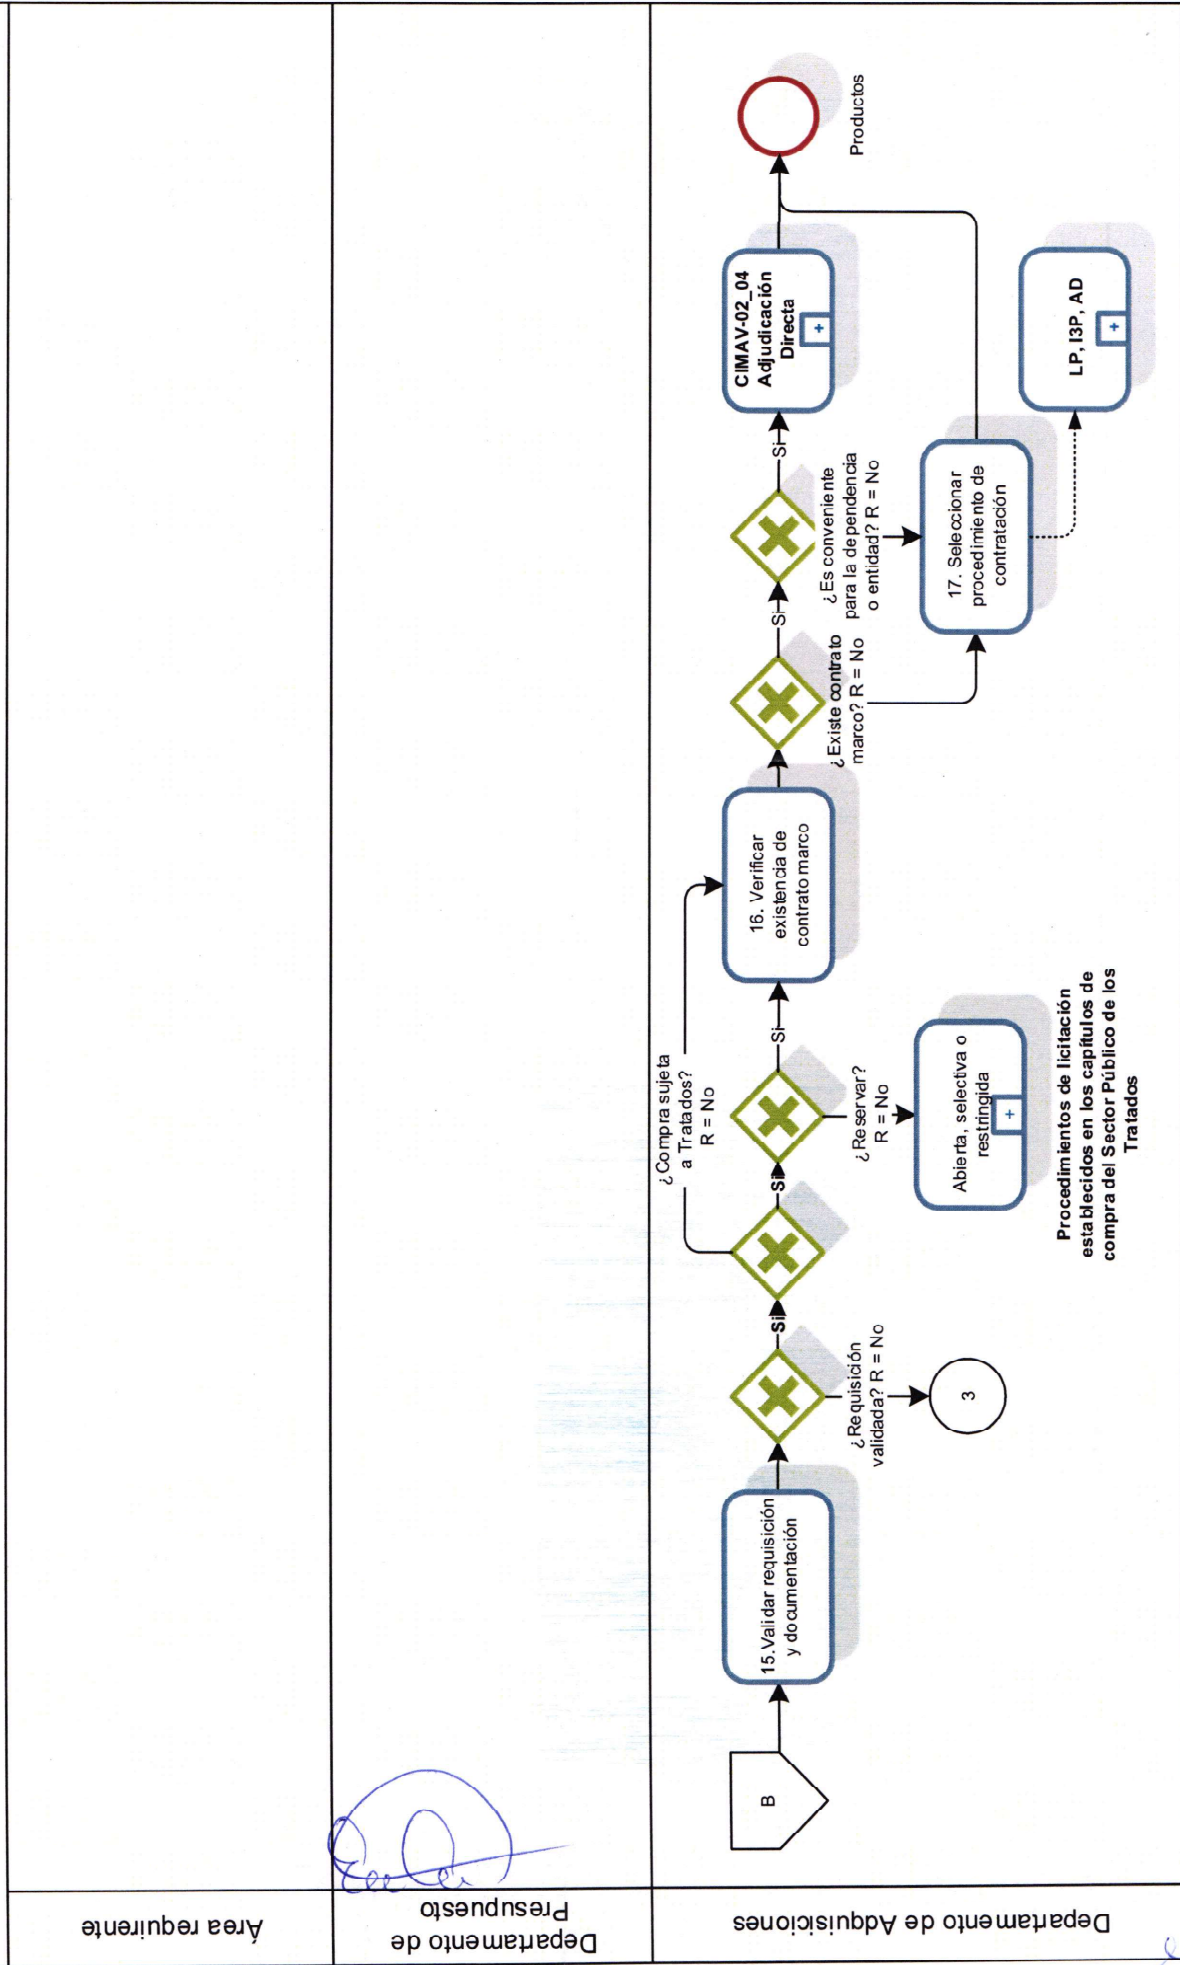 Área requirente
Departamento de
Presupuesto
Departamento de Adquisiciones
B
15.Validar requisición
y documentación
¿Requisición
validada? R = No
3
Si
¿Compra sujeta
a Tratados?
R = No
Si
¿Reservar?
R = No
Abierta, selectiva o
restringida
+
Procedimientos de licitación
establecidos en los capítulos de
compra del Sector Público de los
Tratados
Si
16. Verificar
existencia de
contrato marco
¿Existe contrato
marco? R = No
Si
¿Es conveniente
para la dependencia
o entidad? R = No
Si
17. Seleccionar
procedimiento de
contratación
CIMAV-02_04
Adjudicación
Directa
+
LP, I3P, AD
+
Productos